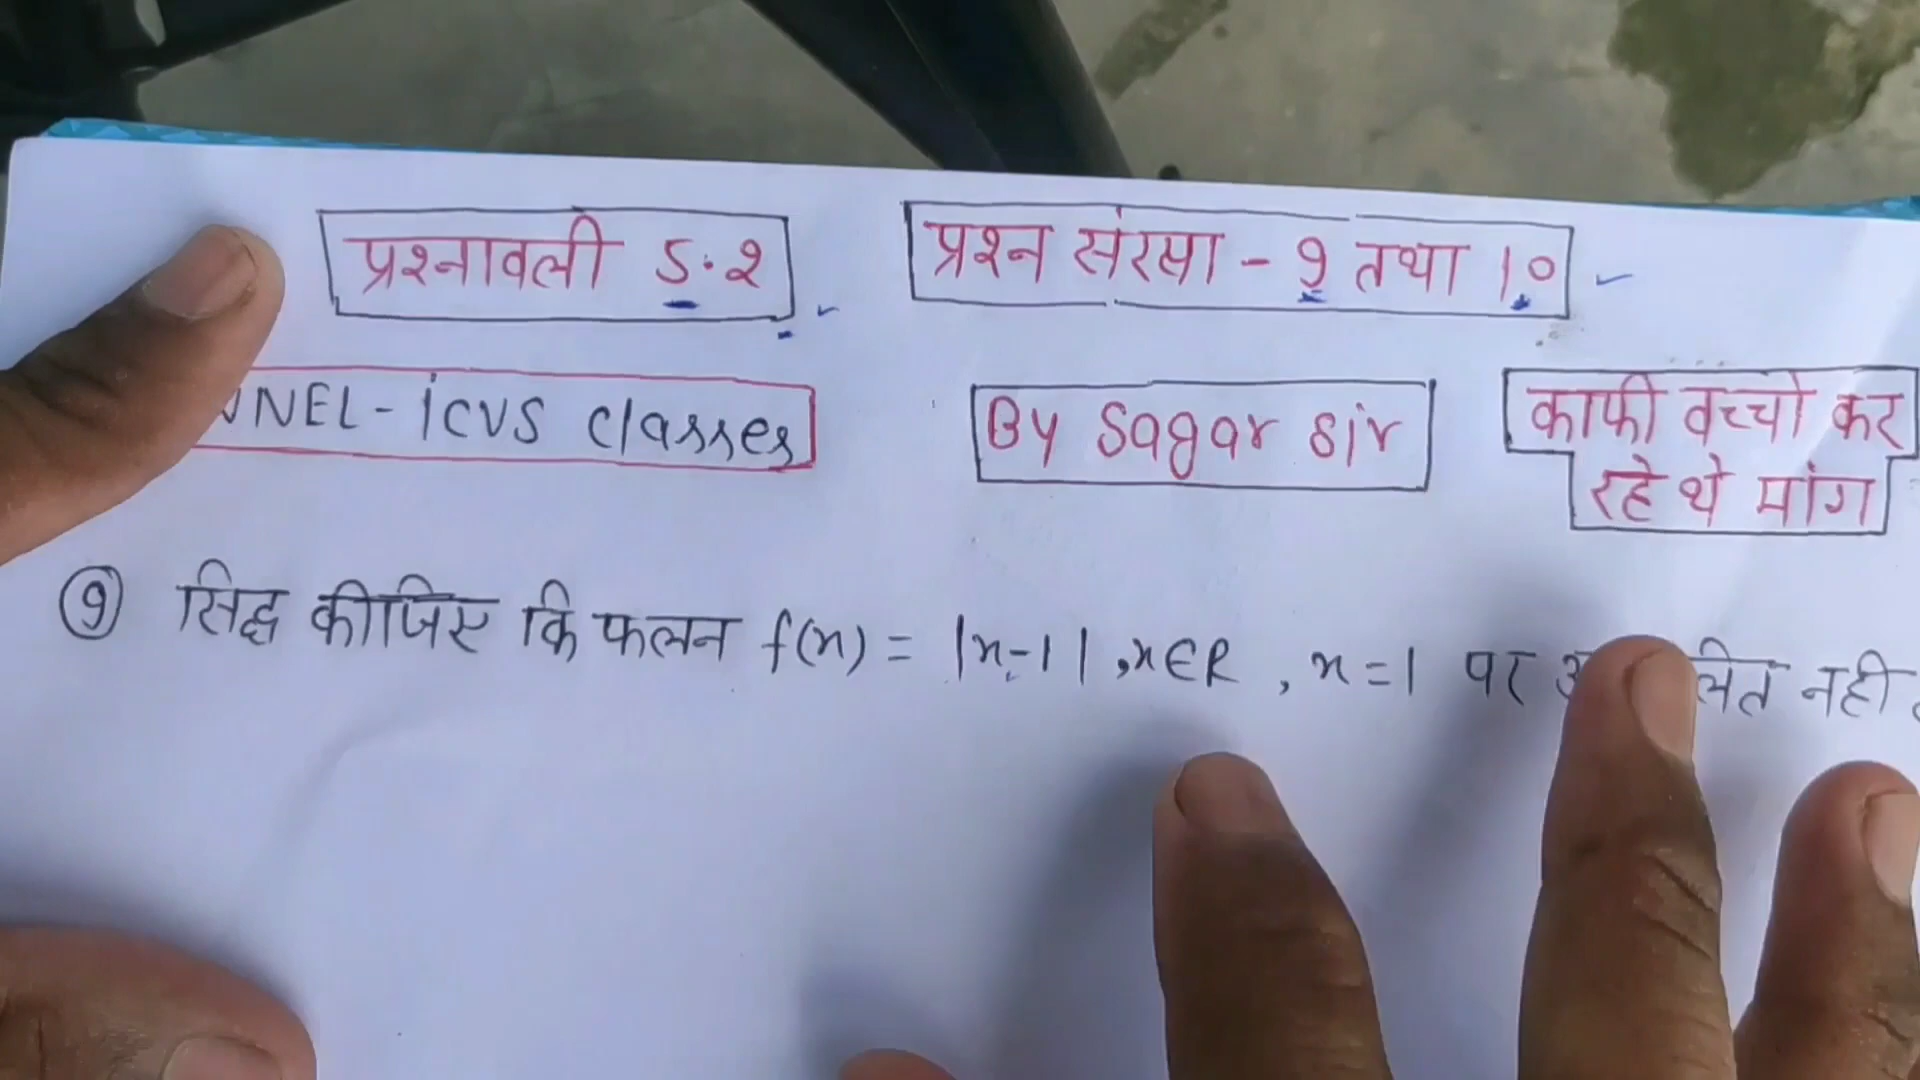 प्रश्नावली 5.2
प्रश्न संख्या - 9 तथा 10
NNEL - iCVS classes
By Sagar sir
काफी बच्चो कर
रहे थे मांग
9 सिद्ध कीजिए कि फलन f(x) = |x-1|, x∈R, x=1 पर नही